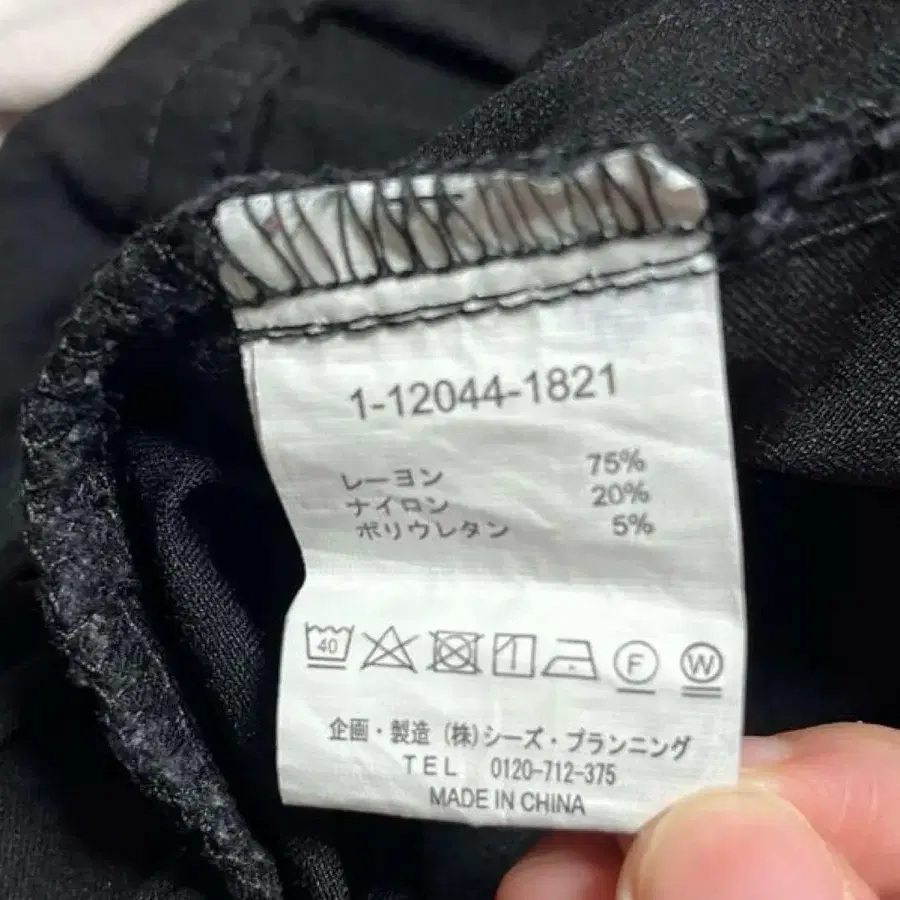 1-12044-1821
レーヨン 75%
ナイロン 20%
ポリウレタン 5%
40 F W
企画・製造 (株)シーズ・プランニング
TEL 0120-712-375
MADE IN CHINA